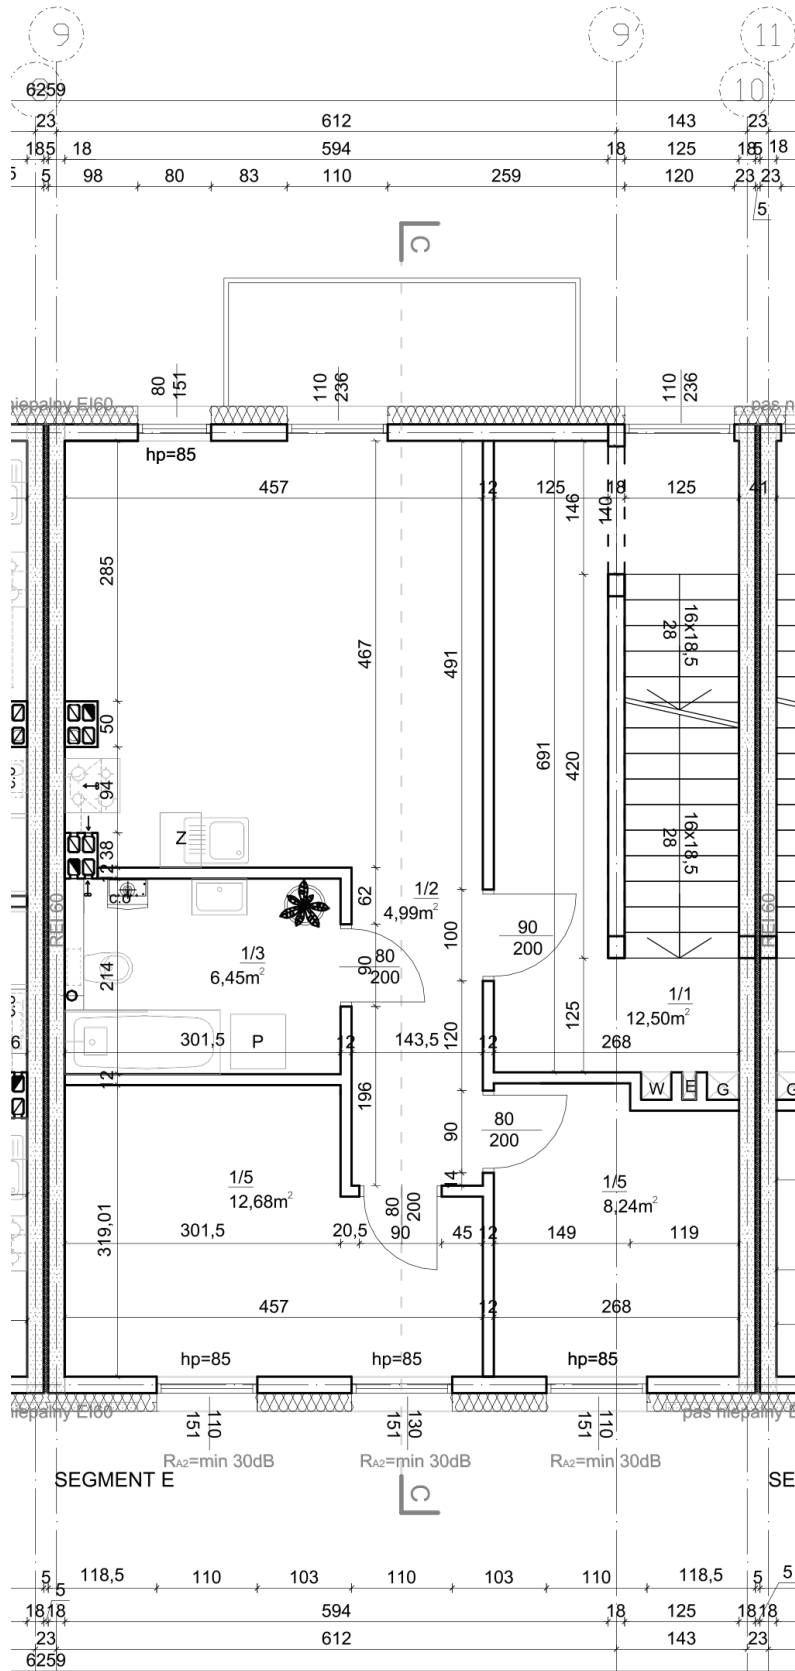 9 9' 11
10
6259
23 612 143 23
18 5 18 594 18 125 18 5 18
5 5 98 80 83 110 259 120 23 23
5
C
80 151 110 236 110 236
niepalny EI60 pas n
hp=85
457 12 125 18 125 41
146 140
285
467 491
16x18,5
28
50
691 420
94
Z
16x18,5
28
38
12
62 1/2
4,99m²
c.o
REI 60 REI 60
100 90
200
1/3
6,45m²
214
90 80
200
1/1
12,50m²
125
6 301,5 P 12 143,5 120 12 268
12
196
W E G G
90 80
200
14
1/5
12,68m²
80
200
1/5
8,24m²
319,01
301,5 20,5 90 45 12 149 119
457 12 268
hp=85 hp=85 hp=85
niepalny EI60 pas niepalny E
110 151 130 151 110 151
RA2=min 30dB RA2=min 30dB RA2=min 30dB
SEGMENT E SE
C
5 118,5 110 103 110 103 110 118,5 5 5
5
18 18 594 18 125 18 18
23 612 143 23
6259